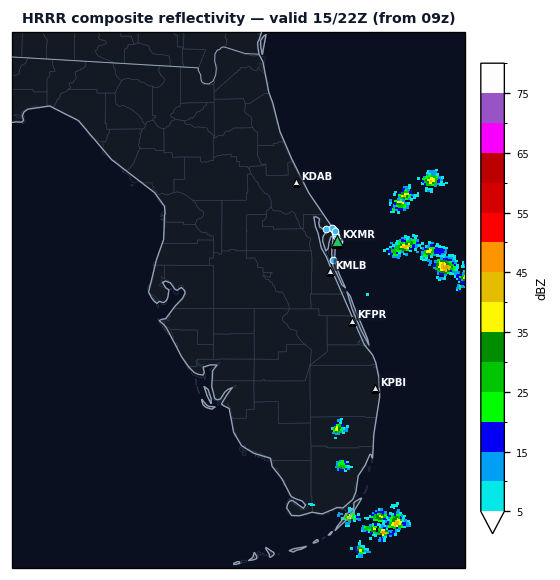 HRRR composite reflectivity — valid 15/22Z (from 09z)
KDAB
KXMR
KMLB
KFPR
KPBI
75
65
55
45
35
25
15
5
dBZ